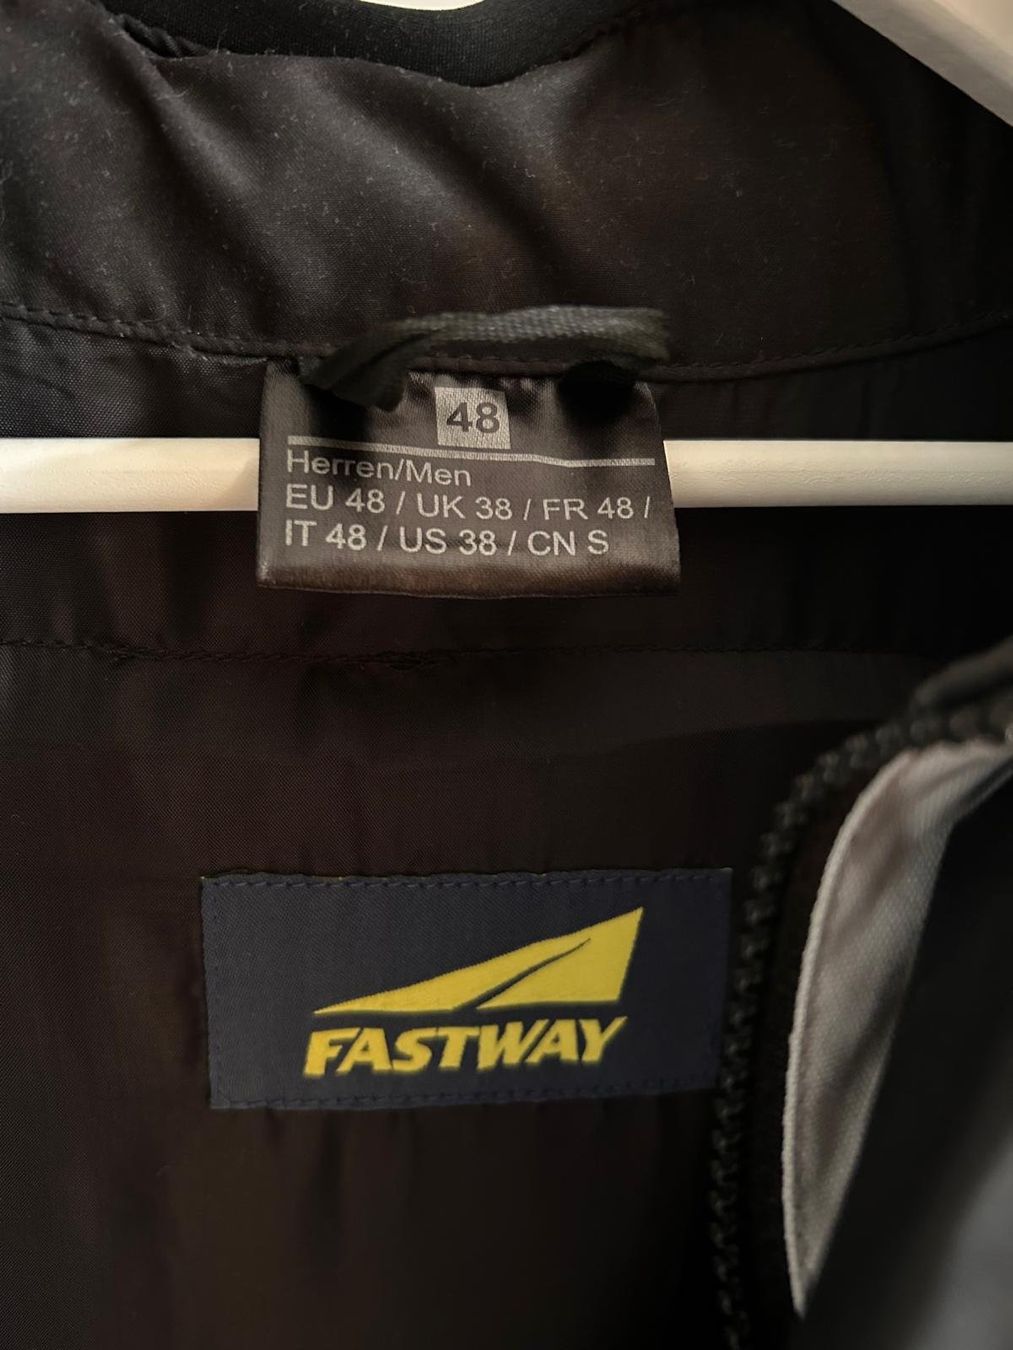 48
Herren/Men
EU 48 / UK 38 / FR 48 /
IT 48 / US 38 / CN S
FASTWAY